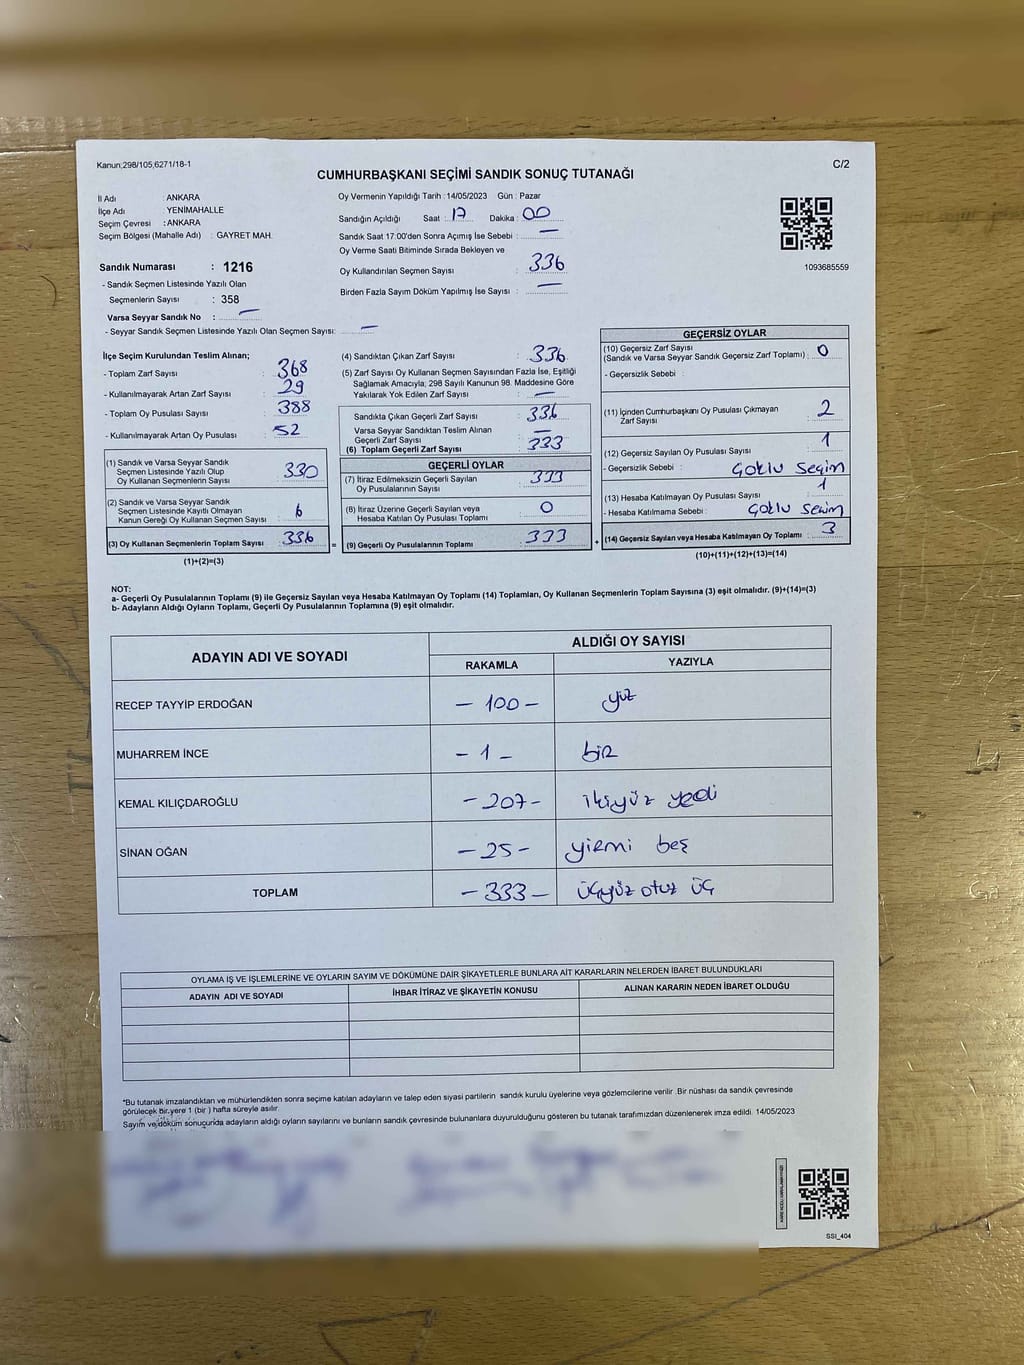 Kanun;298/105,6271/18-1
C/2
CUMHURBAŞKANI SEÇİMİ SANDIK SONUÇ TUTANAĞI
İl Adı : ANKARA
İlçe Adı : YENİMAHALLE
Seçim Çevresi : ANKARA
Seçim Bölgesi (Mahalle Adı) : GAYRET MAH.
Sandık Numarası : 1216
- Sandık Seçmen Listesinde Yazılı Olan
Seçmenlerin Sayısı : 358
Varsa Seyyar Sandık No : —
- Seyyar Sandık Seçmen Listesinde Yazılı Olan Seçmen Sayısı: —
Oy Vermenin Yapıldığı Tarih : 14/05/2023 Gün : Pazar
Sandığın Açıldığı Saat : 17 Dakika : 00
Sandık Saat 17:00'den Sonra Açımış İse Sebebi : —
Oy Verme Saati Bitiminde Sırada Bekleyen ve
Oy Kullandırılan Seçmen Sayısı : 336
Birden Fazla Sayım Döküm Yapılmış İse Sayısı : —
1093685559
İlçe Seçim Kurulundan Teslim Alınan;
- Toplam Zarf Sayısı : 368
- Kullanılmayarak Artan Zarf Sayısı : 29
- Toplam Oy Pusulası Sayısı : 388
- Kullanılmayarak Artan Oy Pusulası : 52
(1) Sandık ve Varsa Seyyar Sandık
Seçmen Listesinde Yazılı Olup
Oy Kullanan Seçmenlerin Sayısı : 330
(2) Sandık ve Varsa Seyyar Sandık
Seçmen Listesinde Kayıtlı Olmayan
Kanun Gereği Oy Kullanan Seçmen Sayısı : 6
(3) Oy Kullanan Seçmenlerin Toplam Sayısı : 336
(1)+(2)=(3)
(4) Sandıktan Çıkan Zarf Sayısı : 336
(5) Zarf Sayısı Oy Kullanan Seçmen Sayısından Fazla İse, Eşitliği
Sağlamak Amacıyla; 298 Sayılı Kanunun 98. Maddesine Göre
Yakılarak Yok Edilen Zarf Sayısı : —
Sandıkta Çıkan Geçerli Zarf Sayısı : 336
Varsa Seyyar Sandıktan Teslim Alınan
Geçerli Zarf Sayısı : —
(6) Toplam Geçerli Zarf Sayısı : 333
GEÇERLİ OYLAR
(7) İtiraz Edilmeksizin Geçerli Sayılan
Oy Pusulalarının Sayısı : 333
(8) İtiraz Üzerine Geçerli Sayılan veya
Hesaba Katılan Oy Pusulası Toplamı : 0
= (9) Geçerli Oy Pusulalarının Toplamı : 333
GEÇERSİZ OYLAR
(10) Geçersiz Zarf Sayısı
(Sandık ve Varsa Seyyar Sandık Geçersiz Zarf Toplamı) : 0
- Geçersizlik Sebebi :
(11) İçinden Cumhurbaşkanı Oy Pusulası Çıkmayan
Zarf Sayısı : 2
(12) Geçersiz Sayılan Oy Pusulası Sayısı : 1
- Geçersizlik Sebebi : Çoklu Seçim
(13) Hesaba Katılmayan Oy Pusulası Sayısı : 1
- Hesaba Katılmama Sebebi : Çoklu Seçim
+ (14) Geçersiz Sayılan veya Hesaba Katılmayan Oy Toplamı : 3
(10)+(11)+(12)+(13)=(14)
NOT:
a- Geçerli Oy Pusulalarının Toplamı (9) ile Geçersiz Sayılan veya Hesaba Katılmayan Oy Toplamı (14) Toplamları, Oy Kullanan Seçmenlerin Toplam Sayısına (3) eşit olmalıdır. (9)+(14)=(3)
b- Adayların Aldığı Oyların Toplamı, Geçerli Oy Pusulalarının Toplamına (9) eşit olmalıdır.
ADAYIN ADI VE SOYADI
ALDIĞI OY SAYISI
RAKAMLA YAZIYLA
RECEP TAYYİP ERDOĞAN - 100 - yüz
MUHARREM İNCE - 1 - bir
KEMAL KILIÇDAROĞLU - 207 - ikiyüz yedi
SİNAN OĞAN - 25 - yirmi beş
TOPLAM - 333 - üçyüz otuz üç
OYLAMA İŞ VE İŞLEMLERİNE VE OYLARIN SAYIM VE DÖKÜMÜNE DAİR ŞİKAYETLERLE BUNLARA AİT KARARLARIN NELERDEN İBARET BULUNDUKLARI
ADAYIN ADI VE SOYADI İHBAR İTİRAZ VE ŞİKAYETİN KONUSU ALINAN KARARIN NEDEN İBARET OLDUĞU
*Bu tutanak imzalandıktan ve mühürlendikten sonra seçime katılan adayların ve talep eden siyasi partilerin sandık kurulu üyelerine veya gözlemcilerine verilir. Bir nüshası da sandık çevresinde
görülecek bir yere 1 (bir ) hafta süreyle asılır.
Sayım ve döküm sonucunda adayların aldığı oyların sayılarını ve bunların sandık çevresinde bulunanlara duyurulduğunu gösteren bu tutanak tarafımızdan düzenlenerek imza edildi. 14/05/2023
SSI_404